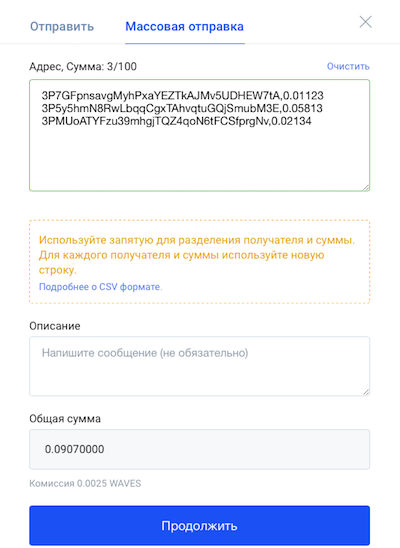 Отправить
Массовая отправка
Адрес, Сумма: 3/100
Очистить
3P7GFpnsavgMyhPxaYEZTkAJMv5UDHEW7tA,0.01123
3P5y5hmN8RwLbqqCgxTAhvqtuGQjSmubM3E,0.05813
3PMUoATYFzu39mhgjTQZ4qoN6tFCSfprgNv,0.02134
Используйте запятую для разделения получателя и суммы.
Для каждого получателя и суммы используйте новую
строку.
Подробнее о CSV формате.
Описание
Напишите сообщение (не обязательно)
Общая сумма
0.09070000
Комиссия 0.0025 WAVES
Продолжить